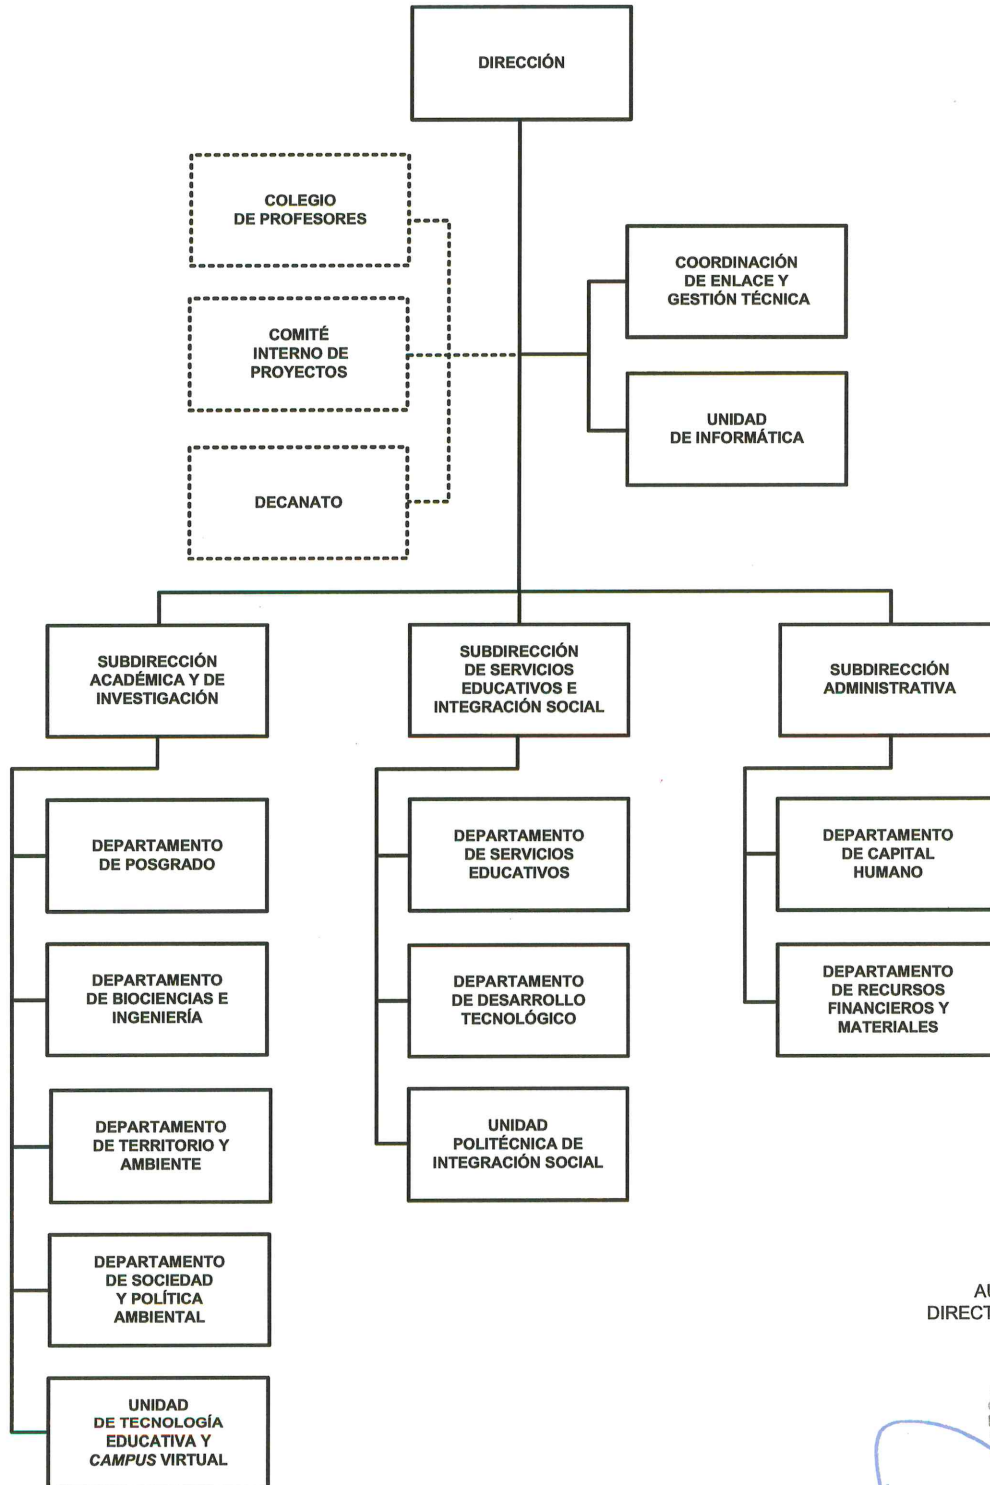 DIRECCIÓN
COLEGIO
DE PROFESORES
COMITÉ
INTERNO DE
PROYECTOS
DECANATO
COORDINACIÓN
DE ENLACE Y
GESTIÓN TÉCNICA
UNIDAD
DE INFORMÁTICA
SUBDIRECCIÓN
ACADÉMICA Y DE
INVESTIGACIÓN
DEPARTAMENTO
DE POSGRADO
DEPARTAMENTO
DE BIOCIENCIAS E
INGENIERÍA
DEPARTAMENTO
DE TERRITORIO Y
AMBIENTE
DEPARTAMENTO
DE SOCIEDAD
Y POLÍTICA
AMBIENTAL
UNIDAD
DE TECNOLOGÍA
EDUCATIVA Y
CAMPUS VIRTUAL
SUBDIRECCIÓN
DE SERVICIOS
EDUCATIVOS E
INTEGRACIÓN SOCIAL
DEPARTAMENTO
DE SERVICIOS
EDUCATIVOS
DEPARTAMENTO
DE DESARROLLO
TECNOLÓGICO
UNIDAD
POLITÉCNICA DE
INTEGRACIÓN SOCIAL
SUBDIRECCIÓN
ADMINISTRATIVA
DEPARTAMENTO
DE CAPITAL
HUMANO
DEPARTAMENTO
DE RECURSOS
FINANCIEROS Y
MATERIALES
AU
DIRECT